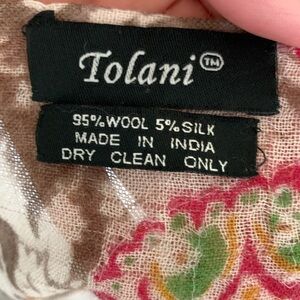 Tolani™
95% WOOL 5% SILK
MADE IN INDIA
DRY CLEAN ONLY